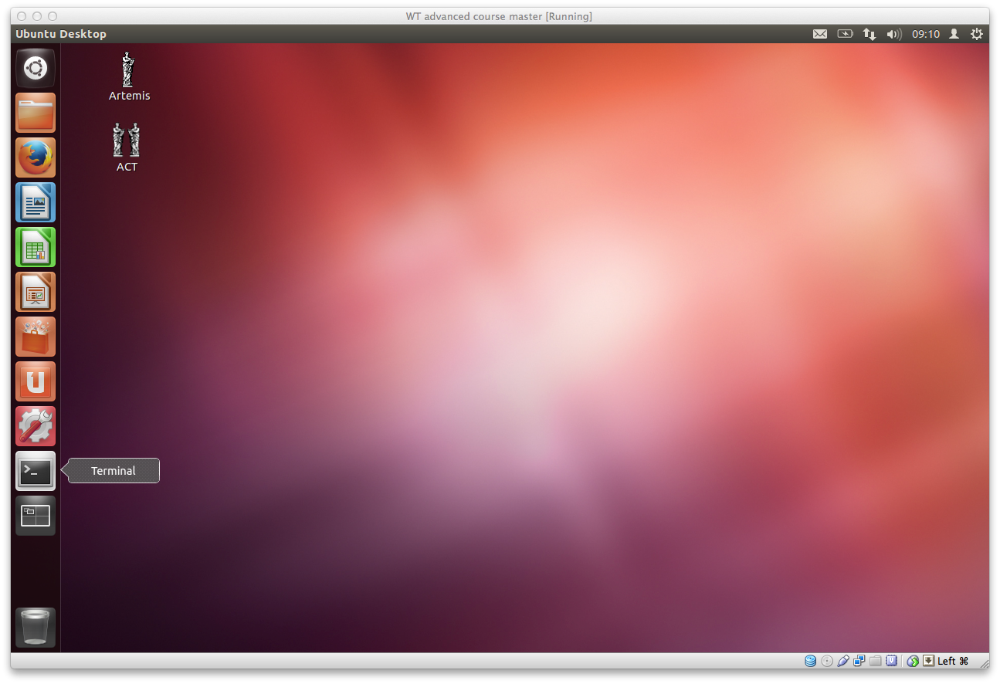 WT advanced course master [Running]
Ubuntu Desktop
09:10
Artemis
ACT
Terminal
Left ⌘